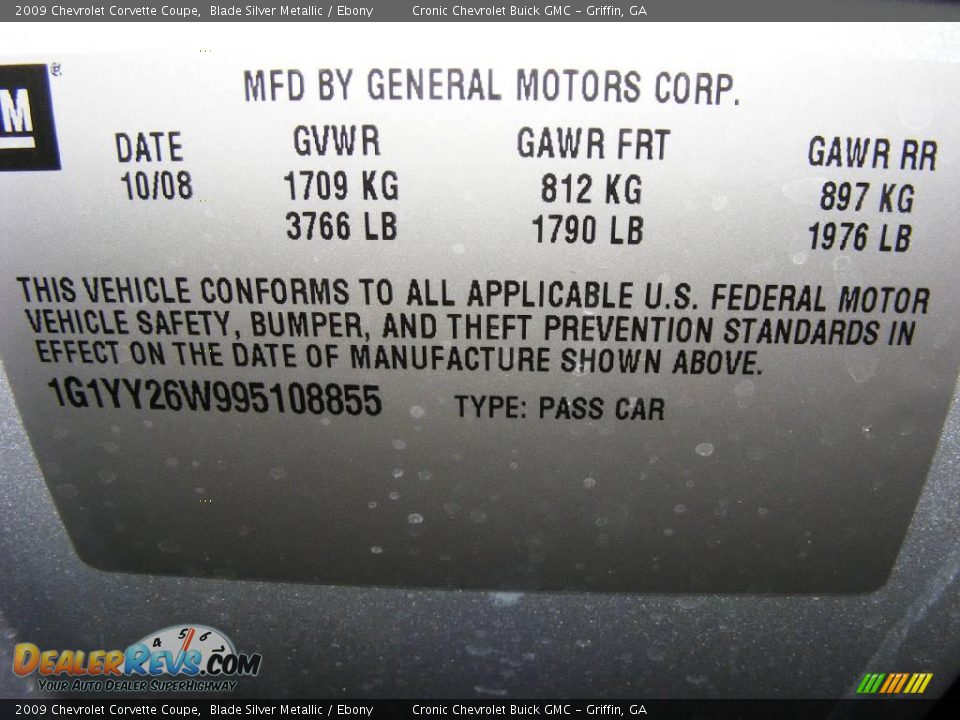 2009 Chevrolet Corvette Coupe, Blade Silver Metallic / Ebony Cronic Chevrolet Buick GMC - Griffin, GA
M ®
MFD BY GENERAL MOTORS CORP.
DATE GVWR GAWR FRT GAWR RR
10/08 1709 KG 812 KG 897 KG
3766 LB 1790 LB 1976 LB
THIS VEHICLE CONFORMS TO ALL APPLICABLE U.S. FEDERAL MOTOR
VEHICLE SAFETY, BUMPER, AND THEFT PREVENTION STANDARDS IN
EFFECT ON THE DATE OF MANUFACTURE SHOWN ABOVE.
1G1YY26W995108855 TYPE: PASS CAR
4 5 6
DEALERREVS.COM
YOUR AUTO DEALER SUPERHIGHWAY
2009 Chevrolet Corvette Coupe, Blade Silver Metallic / Ebony Cronic Chevrolet Buick GMC - Griffin, GA